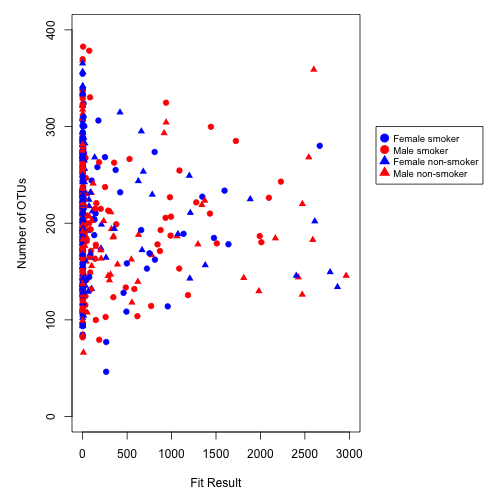 400
300
200
100
0
Number of OTUs
0 500 1000 1500 2000 2500 3000
Fit Result
Female smoker
Male smoker
Female non-smoker
Male non-smoker